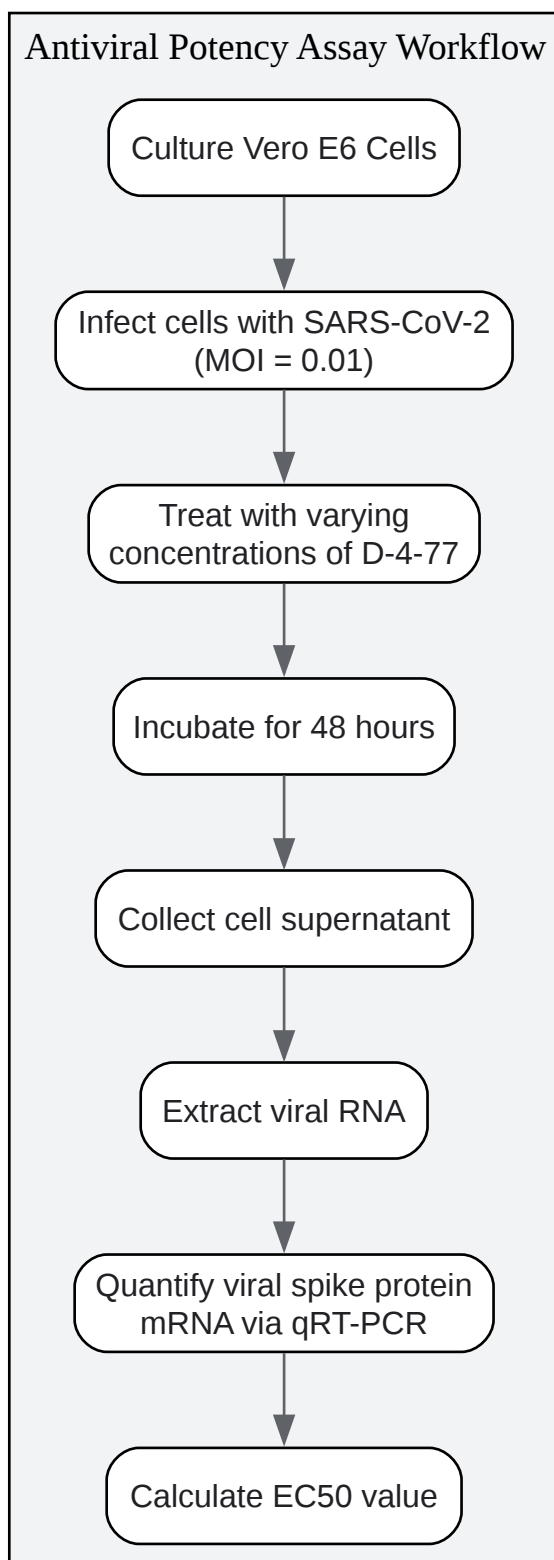 Antiviral Potency Assay Workflow
Culture Vero E6 Cells
Infect cells with SARS-CoV-2
(MOI = 0.01)
Treat with varying
concentrations of D-4-77
Incubate for 48 hours
Collect cell supernatant
Extract viral RNA
Quantify viral spike protein
mRNA via qRT-PCR
Calculate EC50 value